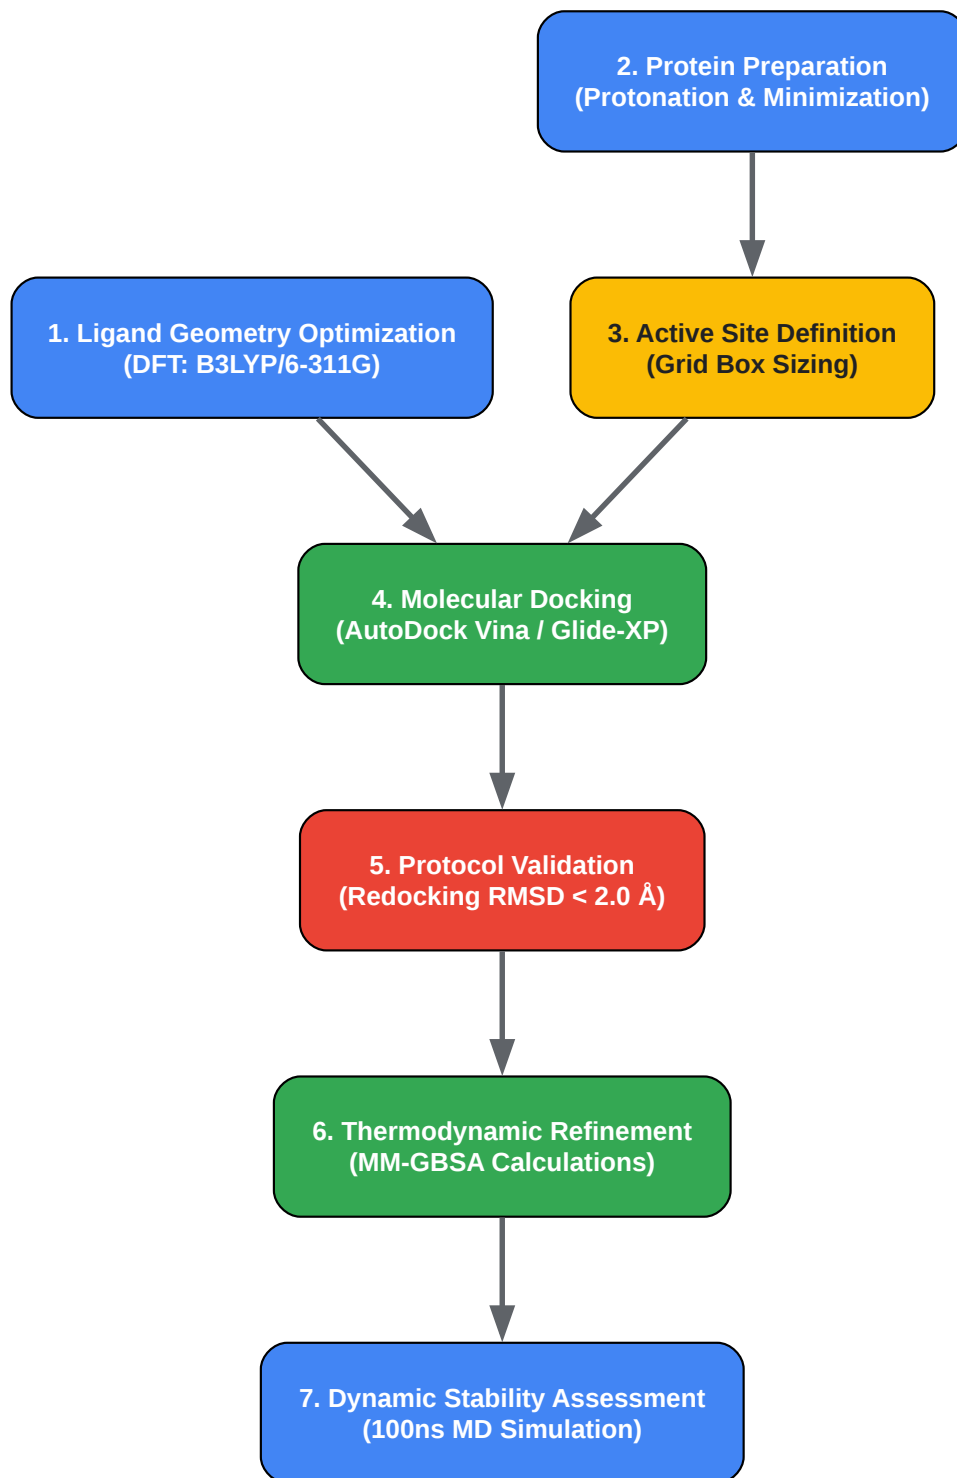 2. Protein Preparation
(Protonation & Minimization)
1. Ligand Geometry Optimization
(DFT: B3LYP/6-311G)
3. Active Site Definition
(Grid Box Sizing)
4. Molecular Docking
(AutoDock Vina / Glide-XP)
5. Protocol Validation
(Redocking RMSD < 2.0 Å)
6. Thermodynamic Refinement
(MM-GBSA Calculations)
7. Dynamic Stability Assessment
(100ns MD Simulation)